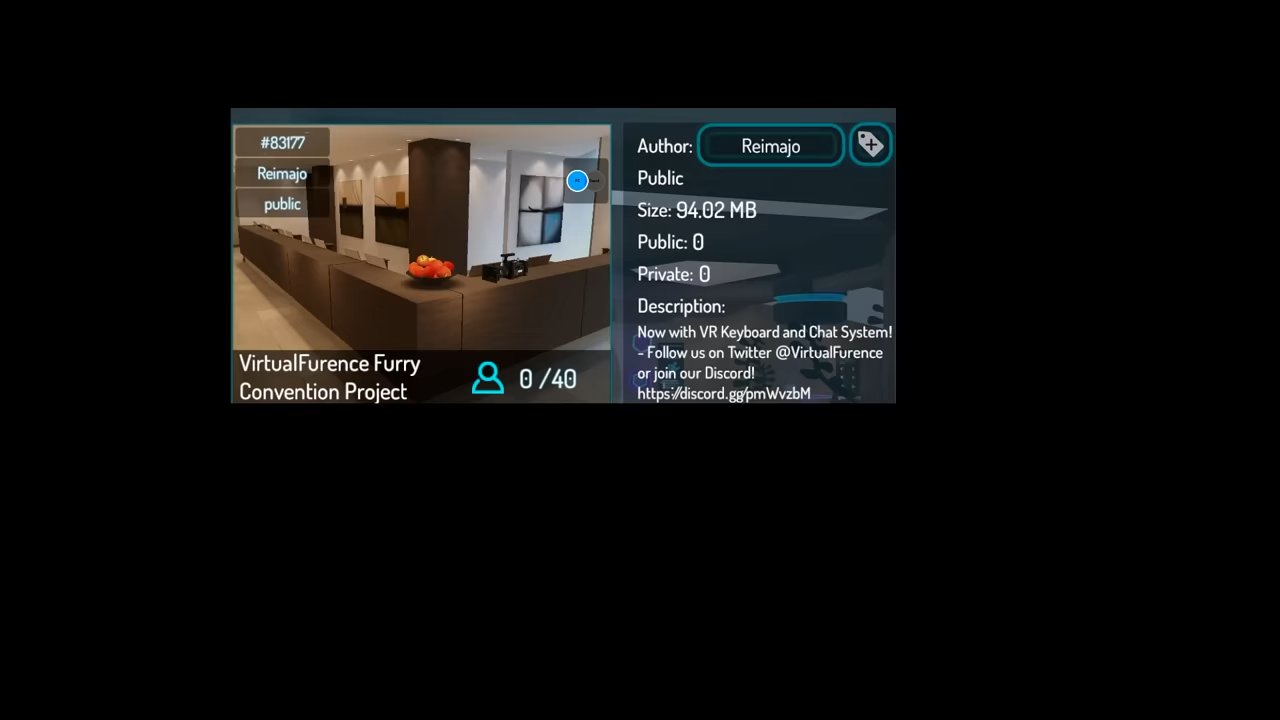 #83177
Reimajo
public
VirtualFurence Furry
Convention Project
0 /40
Author: Reimajo
Public
Size: 94.02 MB
Public: 0
Private: 0
Description:
Now with VR Keyboard and Chat System!
- Follow us on Twitter @VirtualFurence
or join our Discord!
https://discord.gg/pmWvzbM